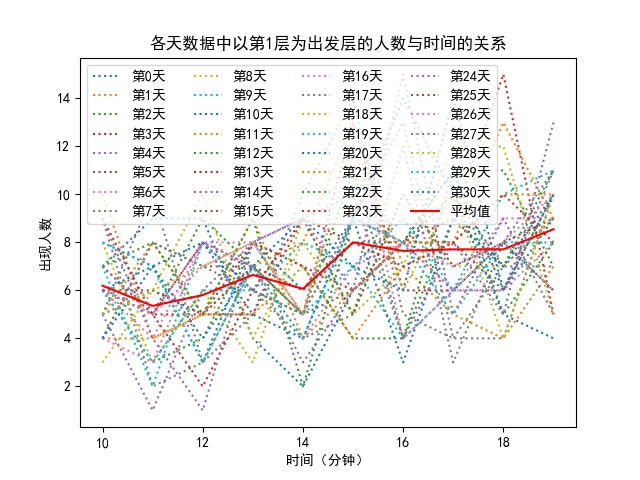 各天数据中以第1层为出发层的人数与时间的关系
第0天 第8天 第16天 第24天
第1天 第9天 第17天 第25天
第2天 第10天 第18天 第26天
第3天 第11天 第19天 第27天
第4天 第12天 第20天 第28天
第5天 第13天 第21天 第29天
第6天 第14天 第22天 第30天
第7天 第15天 第23天 平均值
14
12
10
8
6
4
2
出现人数
10 12 14 16 18
时间（分钟）